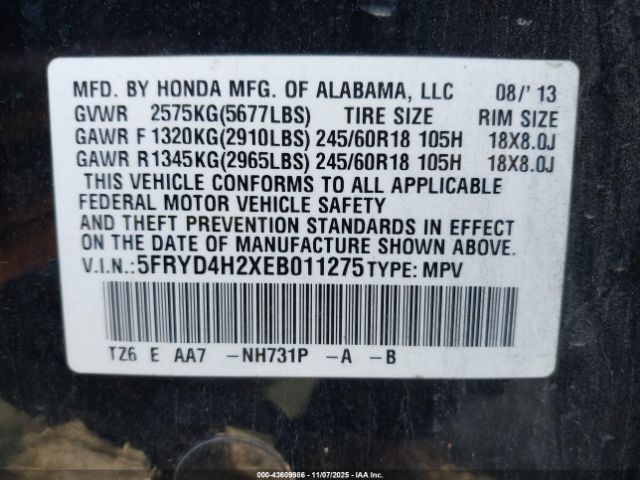 MFD. BY HONDA MFG. OF ALABAMA, LLC 08/' 13
GVWR 2575KG(5677LBS) TIRE SIZE RIM SIZE
GAWR F 1320KG(2910LBS) 245/60R18 105H 18X8.0J
GAWR R1345KG(2965LBS) 245/60R18 105H 18X8.0J
THIS VEHICLE CONFORMS TO ALL APPLICABLE
FEDERAL MOTOR VEHICLE SAFETY
AND THEFT PREVENTION STANDARDS IN EFFECT
ON THE DATE OF MANUFACTURE SHOWN ABOVE.
V.I.N.:5FRYD4H2XEB011275 TYPE: MPV
TZ6 E AA7 -NH731P -A -B
000-43609986 - 11/07/2025 - IAA Inc.